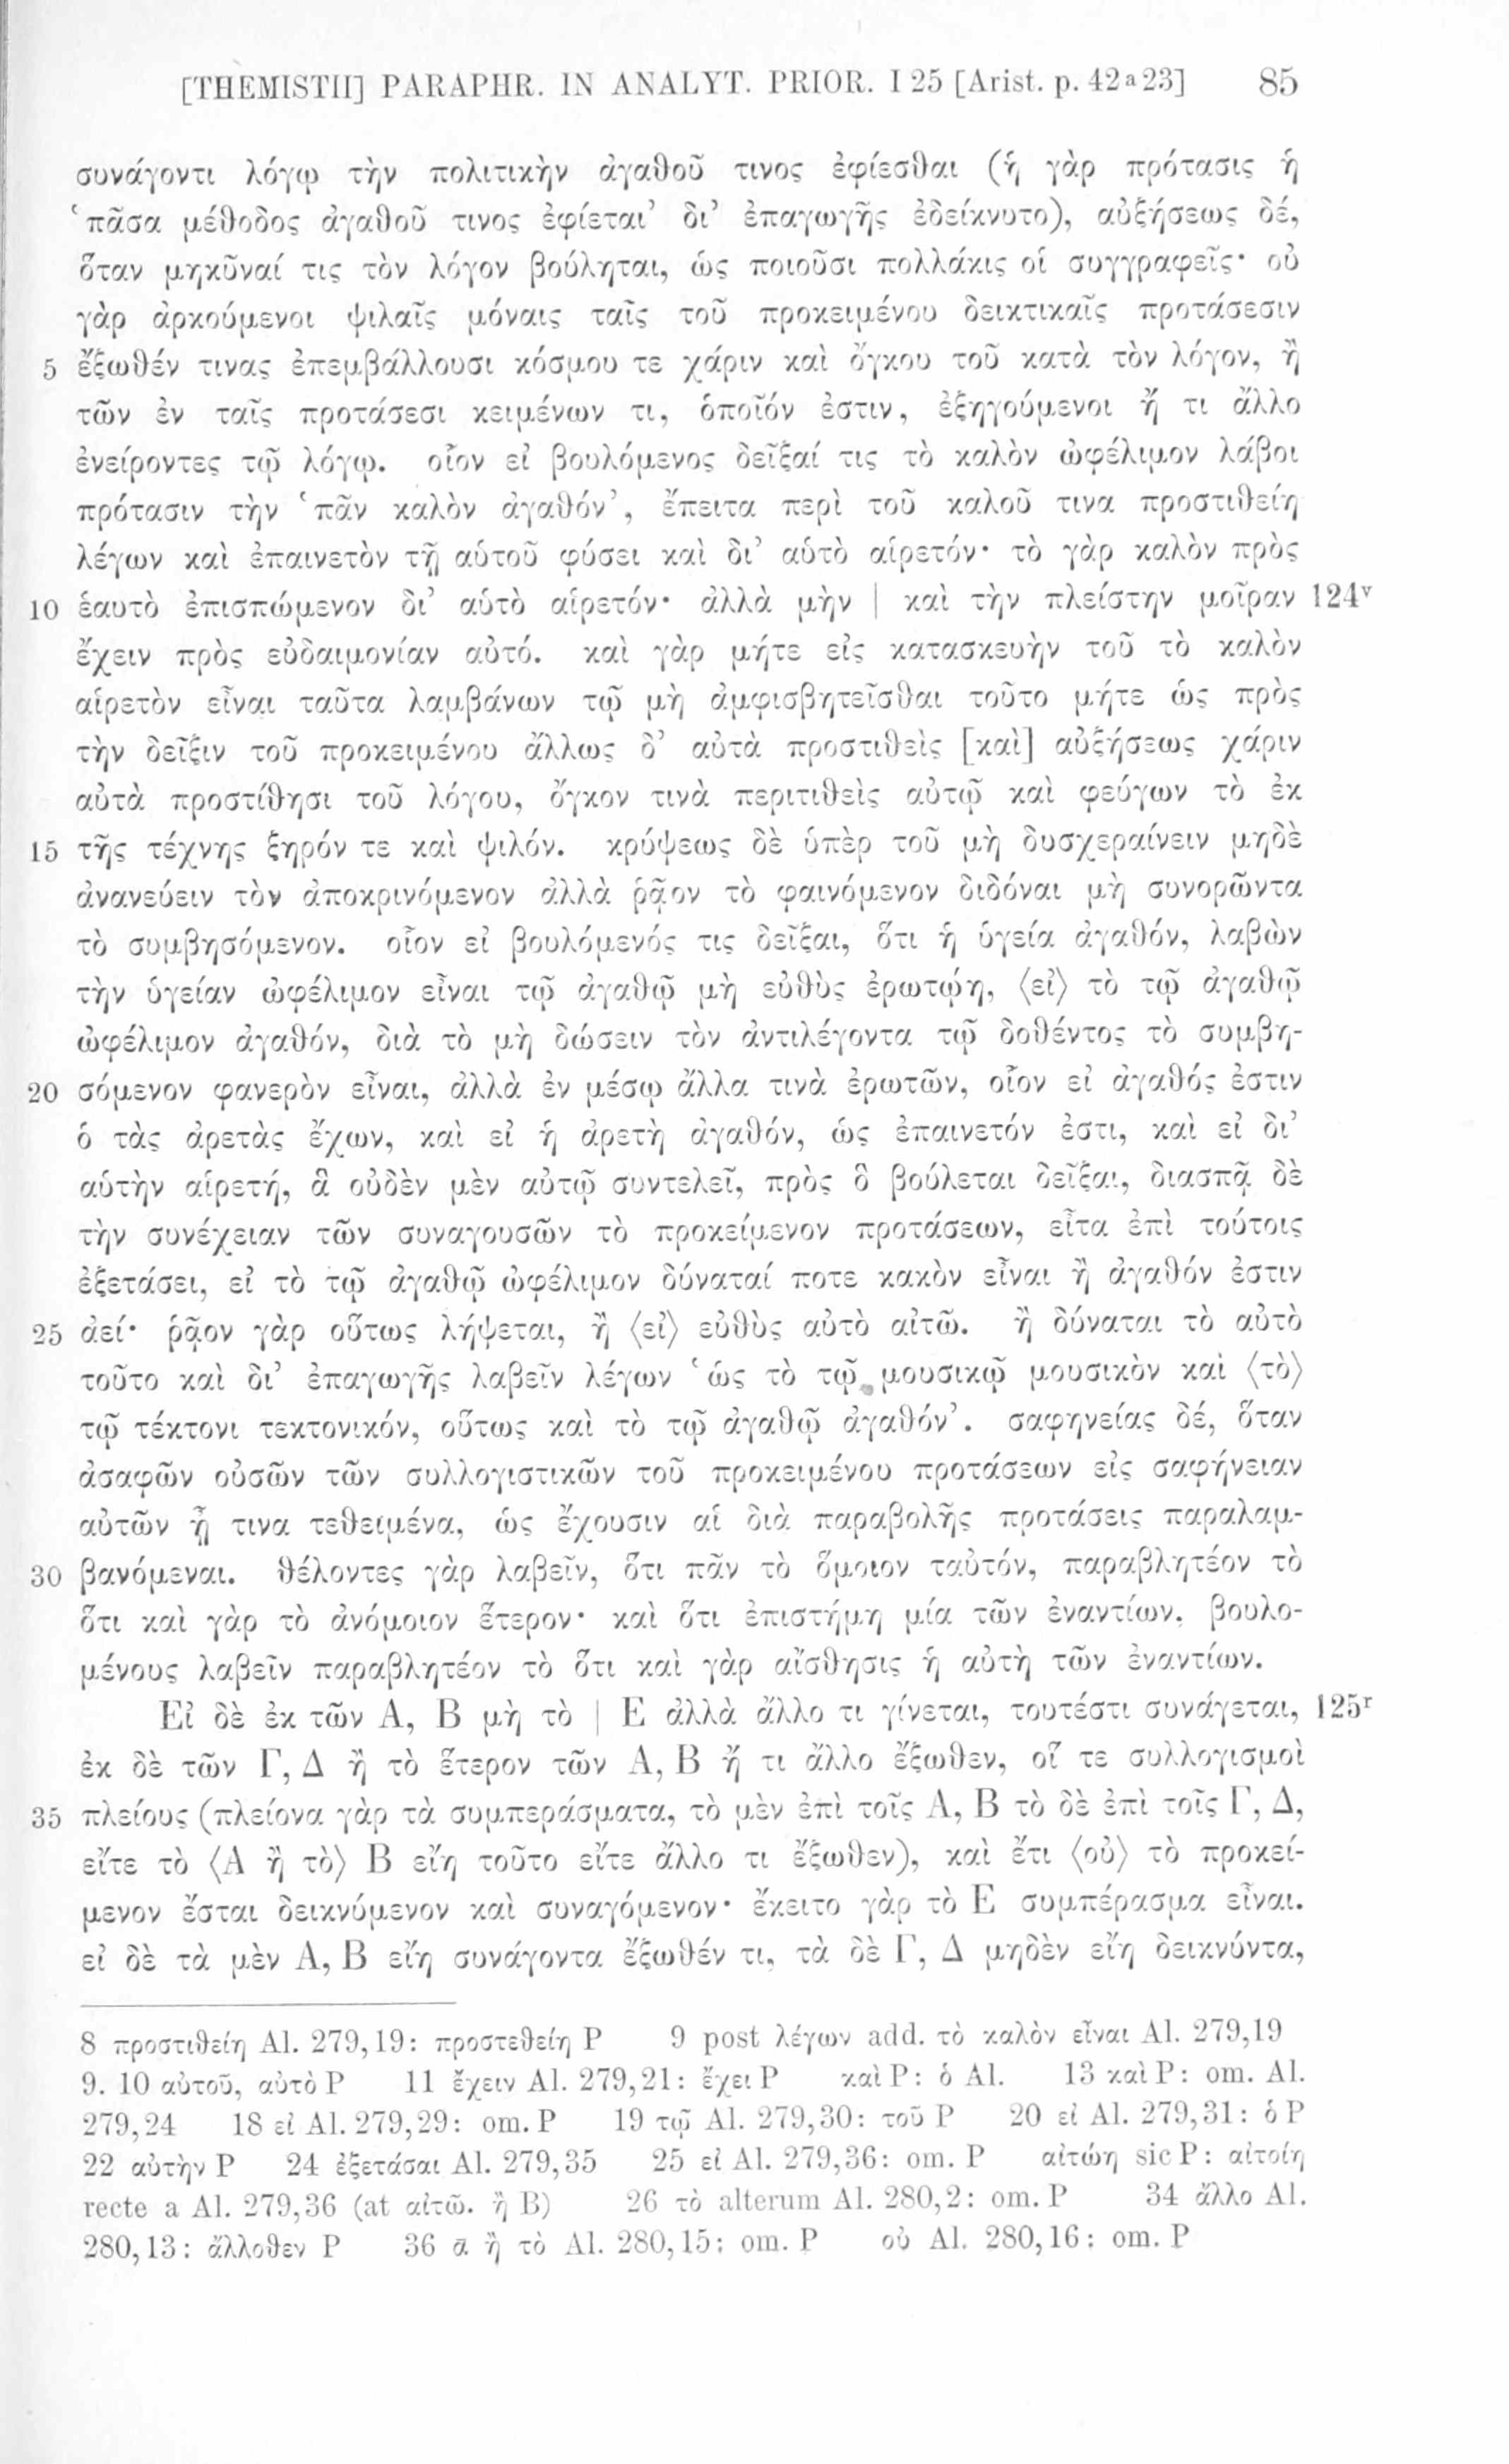 [THEMISTII] PARAPHR. IN ANALYT. PRIOR. I 25 [Arist. p. 42a23] 85
συνάγοντι λόγῳ τὴν πολιτικὴν ἀγαθοῦ τινος ἐφίεσθαι (ἡ γὰρ πρότασις ἡ
‘πᾶσα μέθοδος ἀγαθοῦ τινος ἐφίεται’ δι’ ἐπαγωγῆς ἐδείκνυτο), αὐξήσεως δέ,
ὅταν μηκῦναί τις τὸν λόγον βούληται, ὡς ποιοῦσι πολλάκις οἱ συγγραφεῖς· οὐ
γὰρ ἀρκούμενοι ψιλαῖς μόναις ταῖς τοῦ προκειμένου δεικτικαῖς προτάσεσιν
5 ἔξωθέν τινας ἐπεμβάλλουσι κόσμου τε χάριν καὶ ὄγκου τοῦ κατὰ τὸν λόγον, ἢ
τῶν ἐν ταῖς προτάσεσι κειμένων τι, ὁποῖόν ἐστιν, ἐξηγούμενοι ἤ τι ἄλλο
ἐνείροντες τῷ λόγῳ. οἷον εἰ βουλόμενος δεῖξαί τις τὸ καλὸν ὠφέλιμον λάβοι
πρότασιν τὴν ‘πᾶν καλὸν ἀγαθόν’, ἔπειτα περὶ τοῦ καλοῦ τινα προστιθείη
λέγων καὶ ἐπαινετὸν τῇ αὑτοῦ φύσει καὶ δι’ αὑτὸ αἱρετόν· τὸ γὰρ καλὸν πρὸς
10 ἑαυτὸ ἐπισπώμενον δι’ αὑτὸ αἱρετόν· ἀλλὰ μὴν | καὶ τὴν πλείστην μοῖραν 124v
ἔχειν πρὸς εὐδαιμονίαν αὐτό. καὶ γὰρ μήτε εἰς κατασκευὴν τοῦ τὸ καλὸν
αἱρετὸν εἶναι ταῦτα λαμβάνων τῷ μὴ ἀμφισβητεῖσθαι τοῦτο μήτε ὡς πρὸς
τὴν δεῖξιν τοῦ προκειμένου ἄλλως δ’ αὐτὰ προστιθεὶς [καὶ] αὐξήσεως χάριν
αὐτὰ προστίθησι τοῦ λόγου, ὄγκον τινὰ περιτιθεὶς αὐτῷ καὶ φεύγων τὸ ἐκ
15 τῆς τέχνης ξηρόν τε καὶ ψιλόν. κρύψεως δὲ ὑπὲρ τοῦ μὴ δυσχεραίνειν μηδὲ
ἀνανεύειν τὸν ἀποκρινόμενον ἀλλὰ ῥᾷον τὸ φαινόμενον διδόναι μὴ συνορῶντα
τὸ συμβησόμενον. οἷον εἰ βουλόμενός τις δεῖξαι, ὅτι ἡ ὑγεία ἀγαθόν, λαβὼν
τὴν ὑγείαν ὠφέλιμον εἶναι τῷ ἀγαθῷ μὴ εὐθὺς ἐρωτῴη, ⟨εἰ⟩ τὸ τῷ ἀγαθῷ
ὠφέλιμον ἀγαθόν, διὰ τὸ μὴ δώσειν τὸν ἀντιλέγοντα τῷ δοθέντος τὸ συμβη-
20 σόμενον φανερὸν εἶναι, ἀλλὰ ἐν μέσῳ ἄλλα τινὰ ἐρωτῶν, οἷον εἰ ἀγαθός ἐστιν
ὁ τὰς ἀρετὰς ἔχων, καὶ εἰ ἡ ἀρετὴ ἀγαθόν, ὡς ἐπαινετόν ἐστι, καὶ εἰ δι’
αὑτὴν αἱρετή, ἃ οὐδὲν μὲν αὐτῷ συντελεῖ, πρὸς ὃ βούλεται δεῖξαι, διασπᾷ δὲ
τὴν συνέχειαν τῶν συναγουσῶν τὸ προκείμενον προτάσεων, εἶτα ἐπὶ τούτοις
ἐξετάσει, εἰ τὸ τῷ ἀγαθῷ ὠφέλιμον δύναταί ποτε κακὸν εἶναι ἢ ἀγαθόν ἐστιν
25 ἀεί· ῥᾷον γὰρ οὕτως λήψεται, ἢ ⟨εἰ⟩ εὐθὺς αὐτὸ αἰτῶ. ἢ δύναται τὸ αὐτὸ
τοῦτο καὶ δι’ ἐπαγωγῆς λαβεῖν λέγων ‘ὡς τὸ τῷ μουσικῷ μουσικὸν καὶ ⟨τὸ⟩
τῷ τέκτονι τεκτονικόν, οὕτως καὶ τὸ τῷ ἀγαθῷ ἀγαθόν’. σαφηνείας δέ, ὅταν
ἀσαφῶν οὐσῶν τῶν συλλογιστικῶν τοῦ προκειμένου προτάσεων εἰς σαφήνειαν
αὐτῶν ᾖ τινα τεθειμένα, ὡς ἔχουσιν αἱ διὰ παραβολῆς προτάσεις παραλαμ-
30 βανόμεναι. θέλοντες γὰρ λαβεῖν, ὅτι πᾶν τὸ ὅμοιον ταὐτόν, παραβλητέον τὸ
ὅτι καὶ γὰρ τὸ ἀνόμοιον ἕτερον· καὶ ὅτι ἐπιστήμη μία τῶν ἐναντίων, βουλο-
μένους λαβεῖν παραβλητέον τὸ ὅτι καὶ γὰρ αἴσθησις ἡ αὐτὴ τῶν ἐναντίων.
Εἰ δὲ ἐκ τῶν Α, Β μὴ τὸ | Ε ἀλλὰ ἄλλο τι γίνεται, τουτέστι συνάγεται, 125r
ἐκ δὲ τῶν Γ, Δ ἢ τὸ ἕτερον τῶν Α, Β ἤ τι ἄλλο ἔξωθεν, οἵ τε συλλογισμοὶ
35 πλείους (πλείονα γὰρ τὰ συμπεράσματα, τὸ μὲν ἐπὶ τοῖς Α, Β τὸ δὲ ἐπὶ τοῖς Γ, Δ,
εἴτε τὸ ⟨Α ἢ τὸ⟩ Β εἴη τοῦτο εἴτε ἄλλο τι ἔξωθεν), καὶ ἔτι ⟨οὐ⟩ τὸ προκεί-
μενον ἔσται δεικνύμενον καὶ συναγόμενον· ἔκειτο γὰρ τὸ Ε συμπέρασμα εἶναι.
εἰ δὲ τὰ μὲν Α, Β εἴη συνάγοντα ἔξωθέν τι, τὰ δὲ Γ, Δ μηδὲν εἴη δεικνύντα,
8 προστιθείη Al. 279,19: προστεθείη P 9 post λέγων add. τὸ καλὸν εἶναι Al. 279,19
9. 10 αὐτοῦ, αὐτὸ P 11 ἔχειν Al. 279,21: ἔχει P καὶ P: ὁ Al. 13 καὶ P: om. Al.
279,24 18 εἰ Al. 279,29: om. P 19 τῷ Al. 279,30: τοῦ P 20 εἰ Al. 279,31: ὁ P
22 αὐτὴν P 24 ἐξετάσαι Al. 279,35 25 εἰ Al. 279,36: om. P αἰτώη sic P: αἰτοίη
recte a Al. 279,36 (at αἰτῶ. ἢ B) 26 τὸ alterum Al. 280,2: om. P 34 ἄλλο Al.
280,13: ἄλλοθεν P 36 ᾱ ἢ τὸ Al. 280,15: om. P οὐ Al. 280,16: om. P